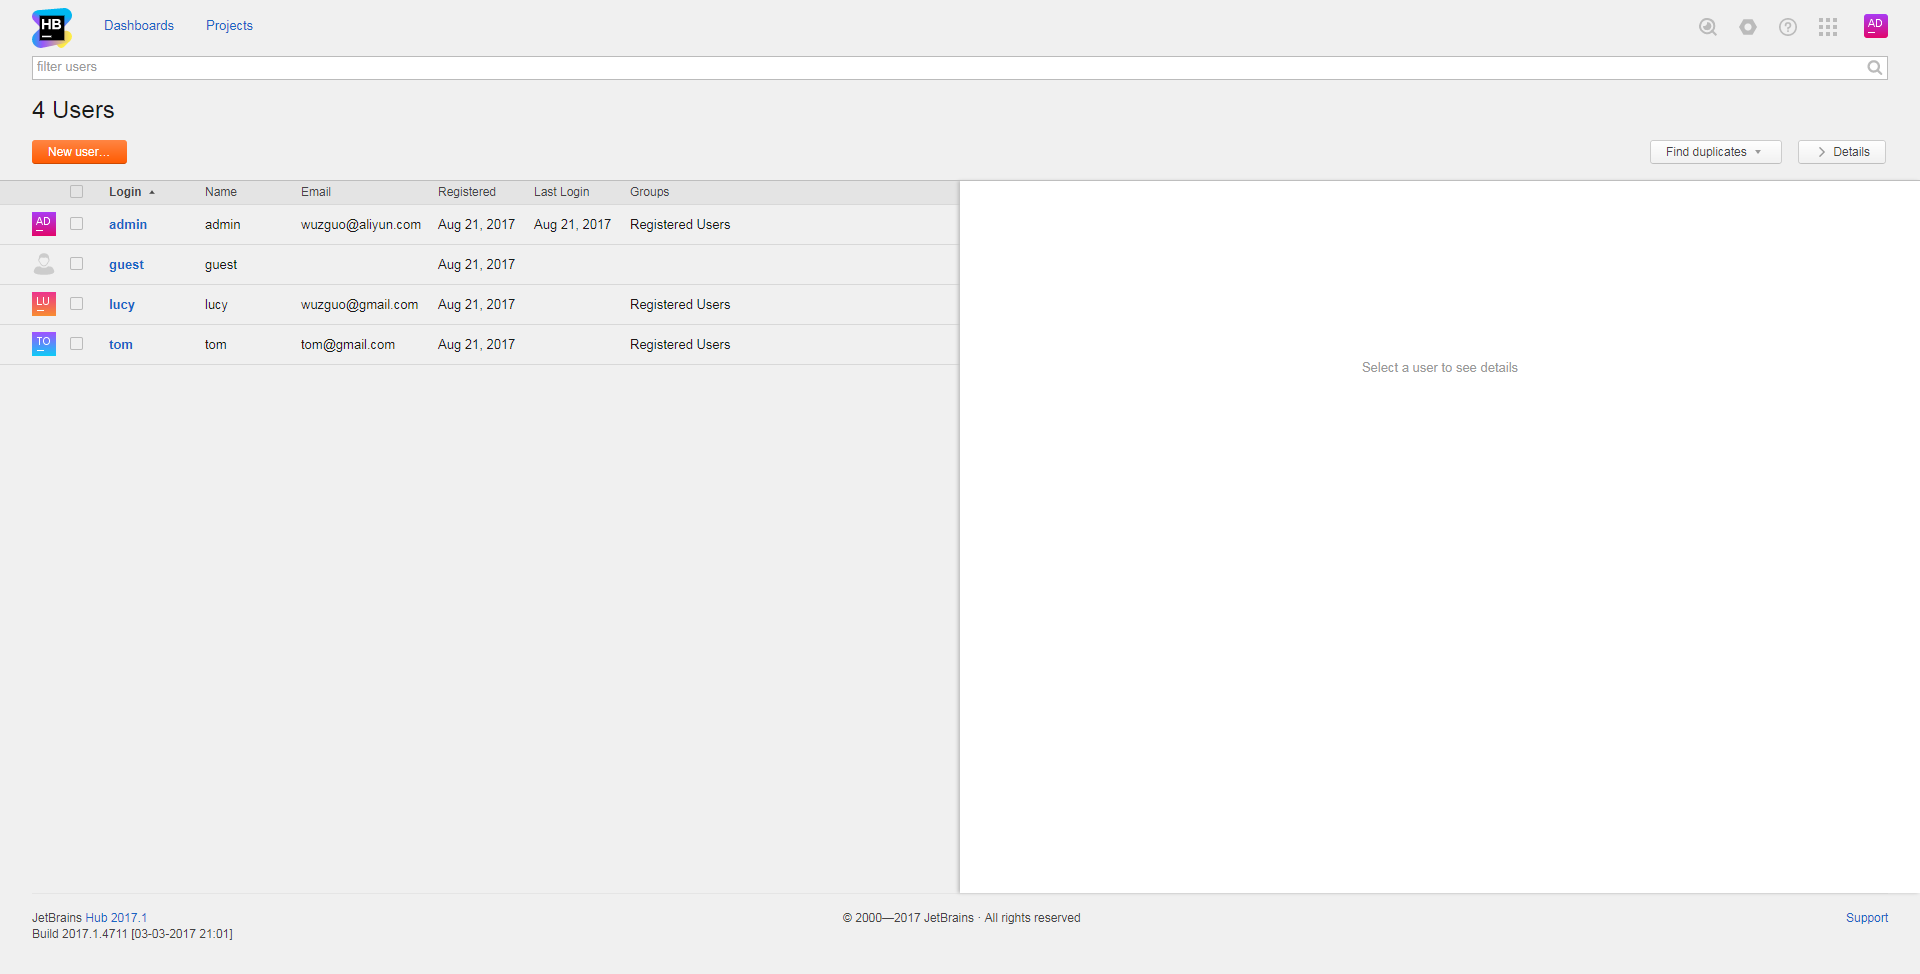 HB Dashboards Projects AD
filter users
4 Users
New user... Find duplicates Details
Login Name Email Registered Last Login Groups
AD admin admin wuzguo@aliyun.com Aug 21, 2017 Aug 21, 2017 Registered Users
guest guest Aug 21, 2017
LU lucy lucy wuzguo@gmail.com Aug 21, 2017 Registered Users
TO tom tom tom@gmail.com Aug 21, 2017 Registered Users
Select a user to see details
JetBrains Hub 2017.1 © 2000—2017 JetBrains · All rights reserved Support
Build 2017.1.4711 [03-03-2017 21:01]